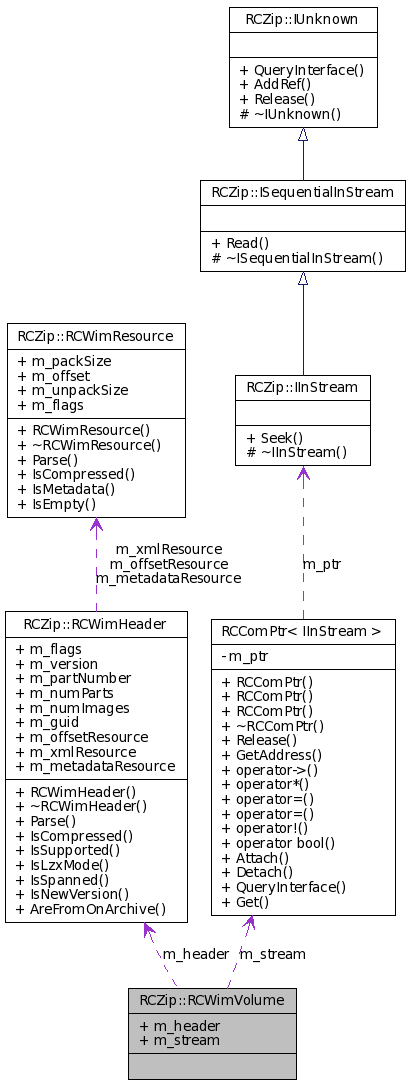 RCZip::IUnknown
+ QueryInterface()
+ AddRef()
+ Release()
# ~IUnknown()
RCZip::ISequentialInStream
+ Read()
# ~ISequentialInStream()
RCZip::RCWimResource
+ m_packSize
+ m_offset
+ m_unpackSize
+ m_flags
+ RCWimResource()
+ ~RCWimResource()
+ Parse()
+ IsCompressed()
+ IsMetadata()
+ IsEmpty()
RCZip::IInStream
+ Seek()
# ~IInStream()
m_xmlResource
m_offsetResource
m_metadataResource
m_ptr
RCZip::RCWimHeader
+ m_flags
+ m_version
+ m_partNumber
+ m_numParts
+ m_numImages
+ m_guid
+ m_offsetResource
+ m_xmlResource
+ m_metadataResource
+ RCWimHeader()
+ ~RCWimHeader()
+ Parse()
+ IsCompressed()
+ IsSupported()
+ IsLzxMode()
+ IsSpanned()
+ IsNewVersion()
+ AreFromOnArchive()
RCComPtr< IInStream >
- m_ptr
+ RCComPtr()
+ RCComPtr()
+ RCComPtr()
+ ~RCComPtr()
+ Release()
+ GetAddress()
+ operator->()
+ operator*()
+ operator=()
+ operator=()
+ operator!()
+ operator bool()
+ Attach()
+ Detach()
+ QueryInterface()
+ Get()
m_header
m_stream
RCZip::RCWimVolume
+ m_header
+ m_stream